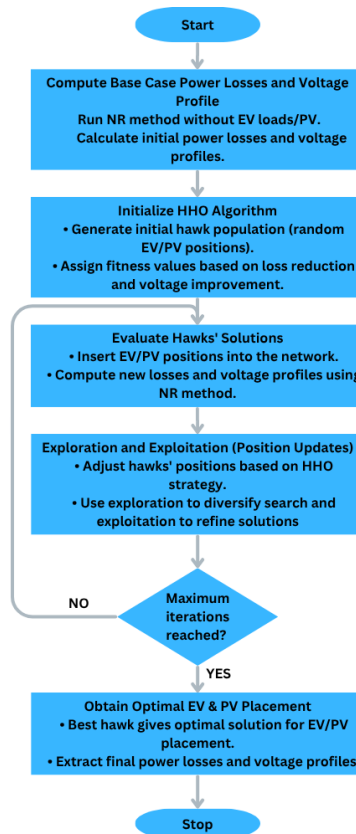 Start
Compute Base Case Power Losses and Voltage
Profile
Run NR method without EV loads/PV.
Calculate initial power losses and voltage
profiles.
Initialize HHO Algorithm
• Generate initial hawk population (random
EV/PV positions).
• Assign fitness values based on loss reduction
and voltage improvement.
Evaluate Hawks' Solutions
• Insert EV/PV positions into the network.
• Compute new losses and voltage profiles using
NR method.
Exploration and Exploitation (Position Updates)
• Adjust hawks' positions based on HHO
strategy.
• Use exploration to diversify search and
exploitation to refine solutions
Maximum
iterations
reached?
NO
YES
Obtain Optimal EV & PV Placement
• Best hawk gives optimal solution for EV/PV
placement.
• Extract final power losses and voltage profiles
Stop